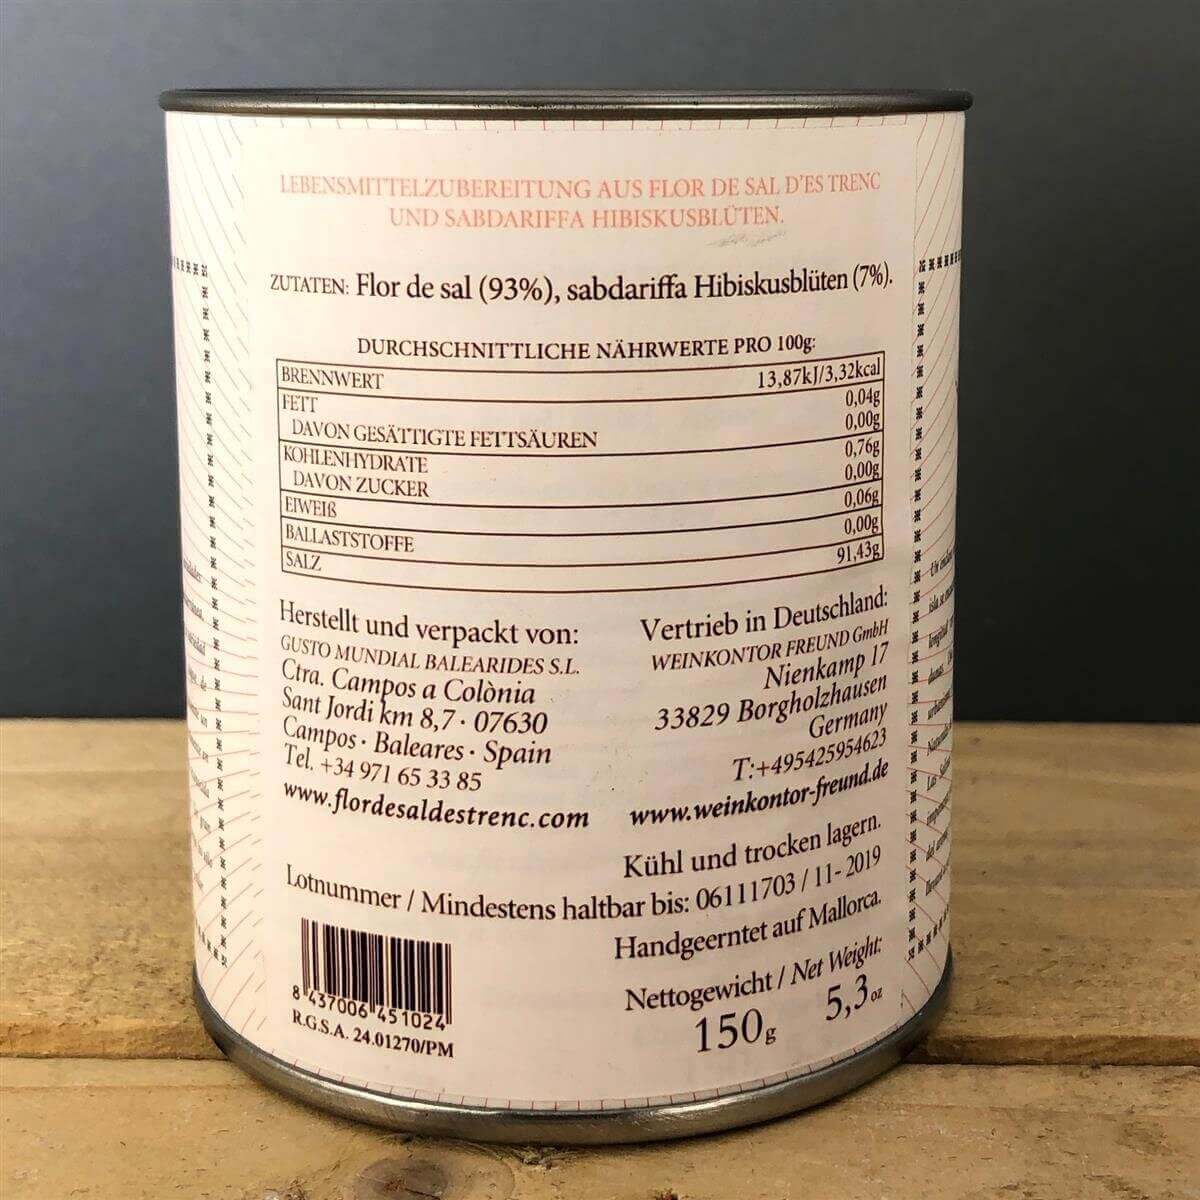 LEBENSMITTELZUBEREITUNG AUS FLOR DE SAL D'ES TRENC
UND SABDARIFFA HIBISKUSBLÜTEN.
ZUTATEN: Flor de sal (93%), sabdariffa Hibiskusblüten (7%).
DURCHSCHNITTLICHE NÄHRWERTE PRO 100g:
BRENNWERT 13,87kJ/3,32kcal
FETT 0,04g
DAVON GESÄTTIGTE FETTSÄUREN 0,00g
KOHLENHYDRATE 0,76g
DAVON ZUCKER 0,00g
EIWEIß 0,06g
BALLASTSTOFFE 0,00g
SALZ 91,43g
Herstellt und verpackt von:
GUSTO MUNDIAL BALEARIDES S.L.
Ctra. Campos a Colònia
Sant Jordi km 8,7 · 07630
Campos · Baleares · Spain
Tel. +34 971 65 33 85
www.flordesaldestrenc.com
Vertrieb in Deutschland:
WEINKONTOR FREUND GmbH
Nienkamp 17
33829 Borgholzhausen
Germany
T:+495425954623
www.weinkontor-freund.de
Kühl und trocken lagern.
Lotnummer / Mindestens haltbar bis: 06111703 / 11- 2019
Handgeerntet auf Mallorca.
Nettogewicht / Net Weight:
150g 5,3oz
8 437006 451024
R.G.S.A. 24.01270/PM